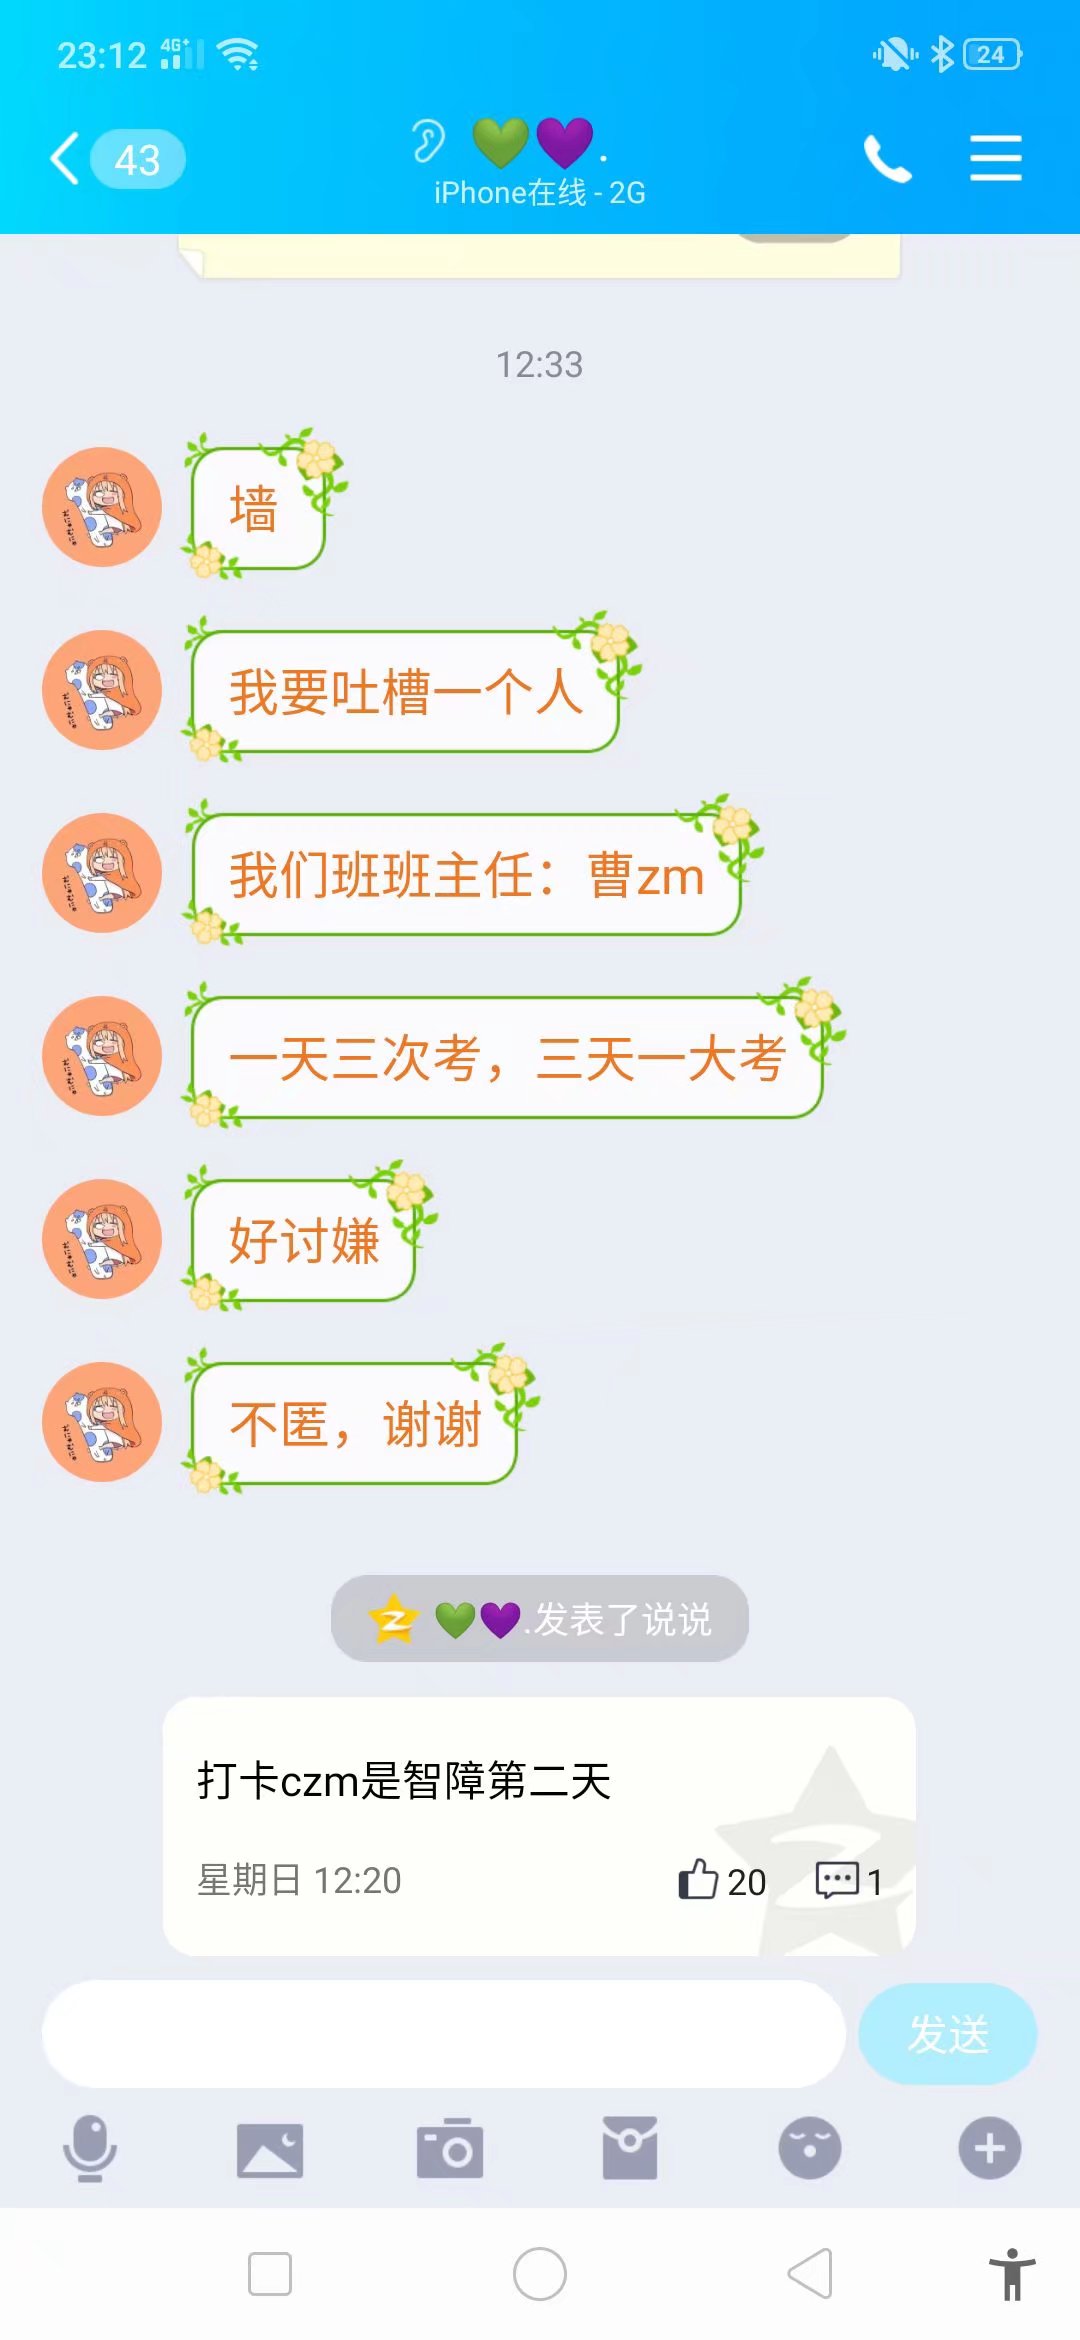 23:12 4G+ 24
43 💚💜.
iPhone在线 - 2G
12:33
墙
我要吐槽一个人
我们班班主任：曹zm
一天三次考，三天一大考
好讨嫌
不匿，谢谢
💚💜.发表了说说
打卡czm是智障第二天
星期日 12:20 20 1
发送